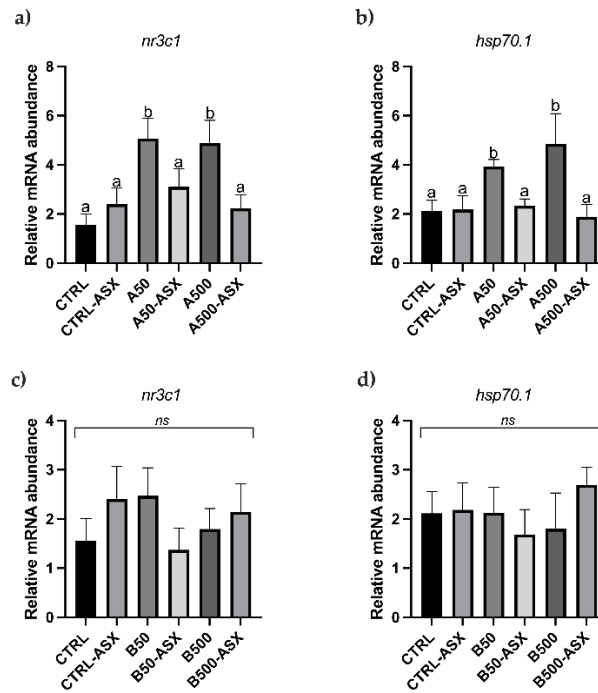 a)
nr3c1
Relative mRNA abundance
8
6
4
2
0
a
a
b
a
b
a
CTRL
CTRL-ASX
A50
A50-ASX
A500
A500-ASX
b)
hsp70.1
Relative mRNA abundance
8
6
4
2
0
a
a
b
a
b
a
CTRL
CTRL-ASX
A50
A50-ASX
A500
A500-ASX
c)
nr3c1
ns
Relative mRNA abundance
4
3
2
1
0
CTRL
CTRL-ASX
B50
B50-ASX
B500
B500-ASX
d)
hsp70.1
ns
Relative mRNA abundance
4
3
2
1
0
CTRL
CTRL-ASX
B50
B50-ASX
B500
B500-ASX